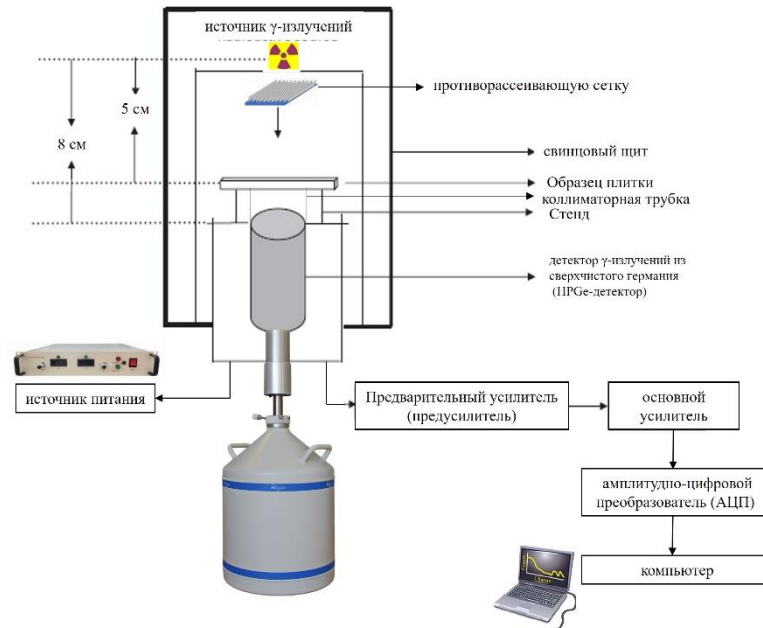 источник γ-излучений
противорассеивающую сетку
5 см
8 см
свинцовый щит
Образец плитки
коллиматорная трубка
Стенд
детектор γ-излучений из
сверхчистого германия
(HPGe-детектор)
источник питания
Предварительный усилитель
(предусилитель)
основной
усилитель
амплитудно-цифровой
преобразователь (АЦП)
компьютер